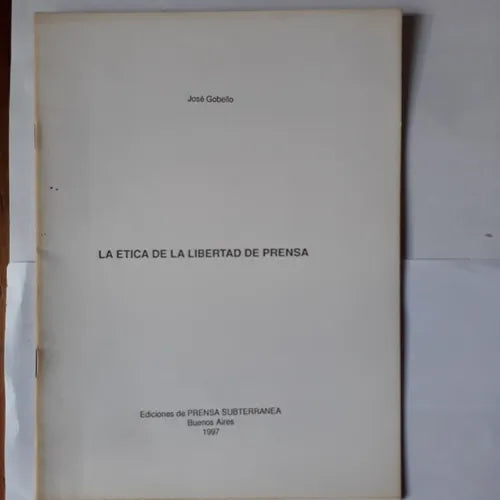 José Gobello
LA ETICA DE LA LIBERTAD DE PRENSA
Ediciones de PRENSA SUBTERRANEA
Buenos Aires
1997